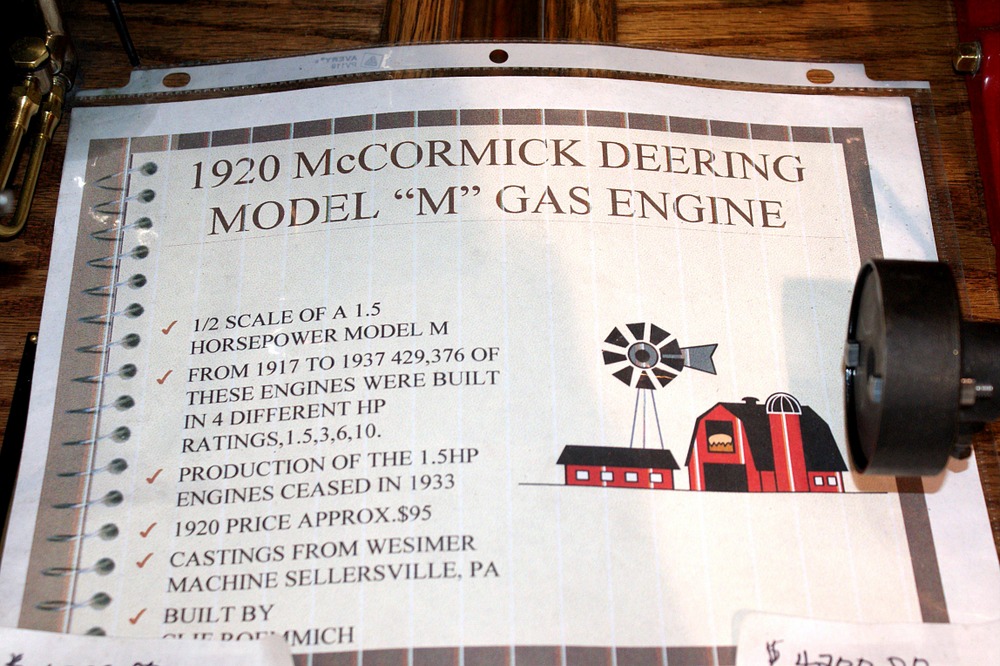 1920 McCORMICK DEERING
MODEL “M” GAS ENGINE
1/2 SCALE OF A 1.5
HORSEPOWER MODEL M
FROM 1917 TO 1937 429,376 OF
THESE ENGINES WERE BUILT
IN 4 DIFFERENT HP
RATINGS,1.5,3,6,10.
PRODUCTION OF THE 1.5HP
ENGINES CEASED IN 1933
1920 PRICE APPROX.$95
CASTINGS FROM WESIMER
MACHINE SELLERSVILLE, PA
BUILT BY
CLIF ROEMMICH
$